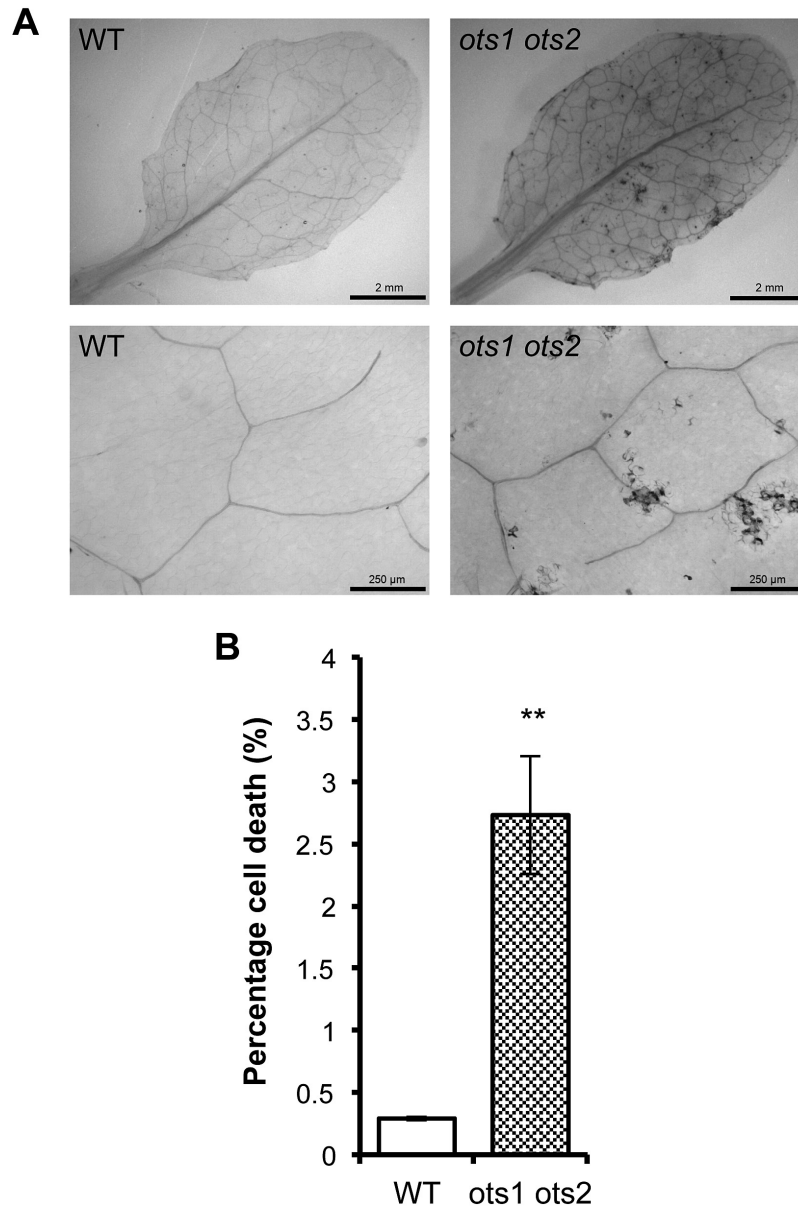 A
WT
ots1 ots2
2 mm
2 mm
WT
ots1 ots2
250 µm
250 µm
B
Percentage cell death (%)
4
3.5
3
2.5
2
1.5
1
0.5
0
**
WT
ots1 ots2